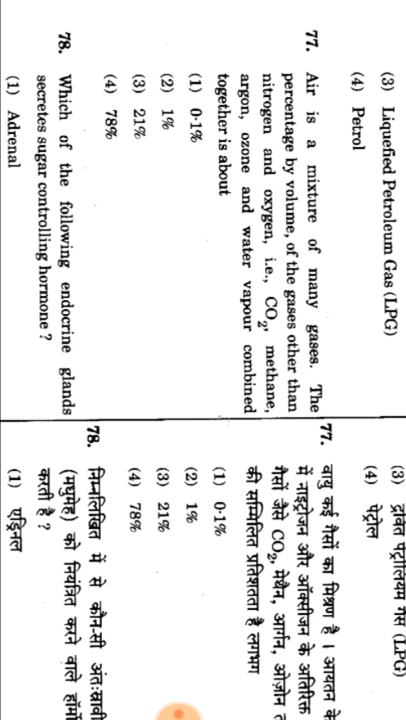 (3) Liquefied Petroleum Gas (LPG)
(4) Petrol
77. Air is a mixture of many gases. The
percentage by volume, of the gases other than
nitrogen and oxygen, i.e., CO₂, methane,
argon, ozone and water vapour combined
together is about
(1) 0·1%
(2) 1%
(3) 21%
(4) 78%
78. Which of the following endocrine glands
secretes sugar controlling hormone ?
(1) Adrenal
(3) द्रवित पेट्रोलियम गैस (LPG)
(4) पेट्रोल
77. वायु कई गैसों का मिश्रण है । आयतन के
में नाइट्रोजन और ऑक्सीजन के अतिरिक्त
गैसों जैसे CO₂, मेथैन, आर्गन, ओज़ोन
की सम्मिलित प्रतिशतता है लगभग
(1) 0·1%
(2) 1%
(3) 21%
(4) 78%
78. निम्नलिखित में से कौन-सी अंतःस्रावी
(मधुमेह) को नियंत्रित करने वाले हॉर्मो
करती है ?
(1) एड्रिनल